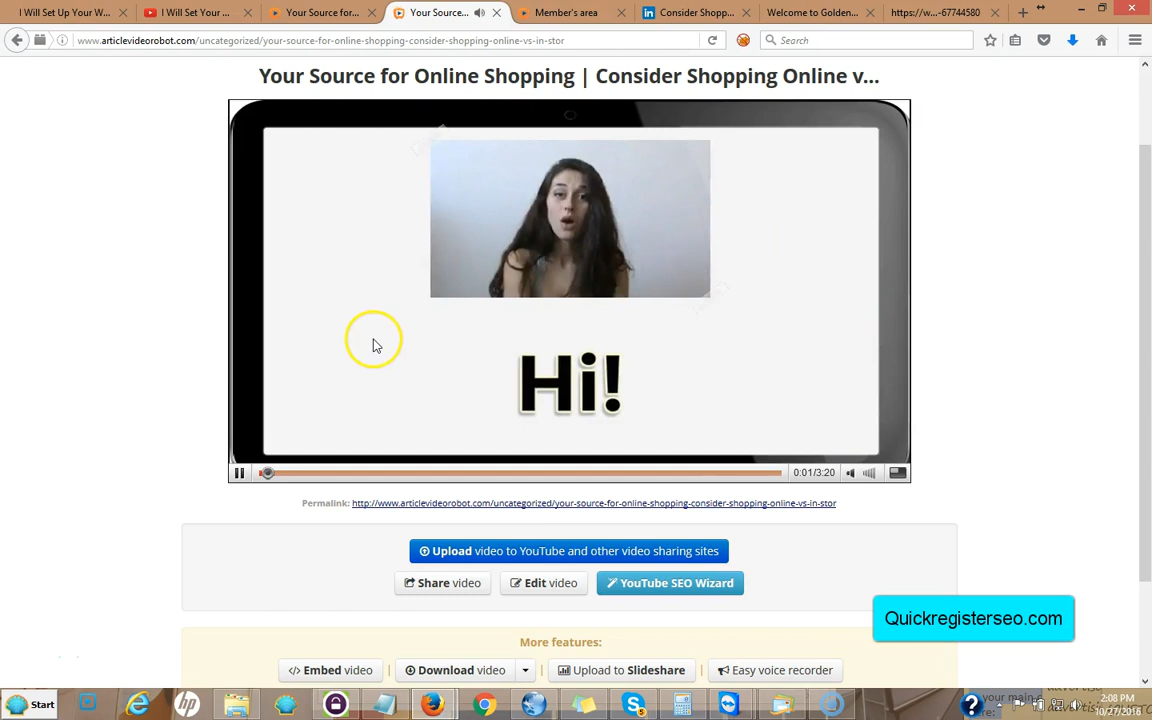 I Will Set Up Your W...
I Will Set Your ...
Your Source for...
Your Source...
Member's area
Consider Shopp...
Welcome to Golden...
https://w...-67744580
www.articlevideorobot.com/uncategorized/your-source-for-online-shopping-consider-shopping-online-vs-in-stor
Search
Your Source for Online Shopping | Consider Shopping Online v...
Hi!
0:01/3:20
Permalink: http://www.articlevideorobot.com/uncategorized/your-source-for-online-shopping-consider-shopping-online-vs-in-stor
Upload video to YouTube and other video sharing sites
Share video
Edit video
YouTube SEO Wizard
Quickregisterseo.com
More features:
</> Embed video
Download video
Upload to Slideshare
Easy voice recorder
Start
2:08 PM
10/27/2016